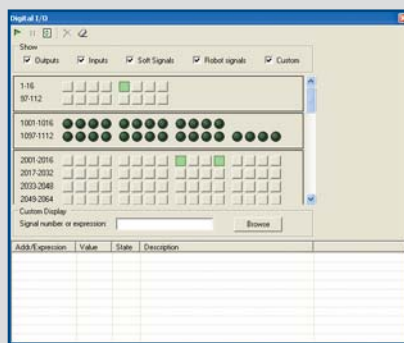 Digital I/O
Show
Outputs Inputs Soft Signals Robot signals Custom
1-16
97-112
1001-1016
1097-1112
2001-2016
2017-2032
2033-2048
2049-2064
Custom Display
Signal number or expression: Browse
Addr/Expression Value State Description